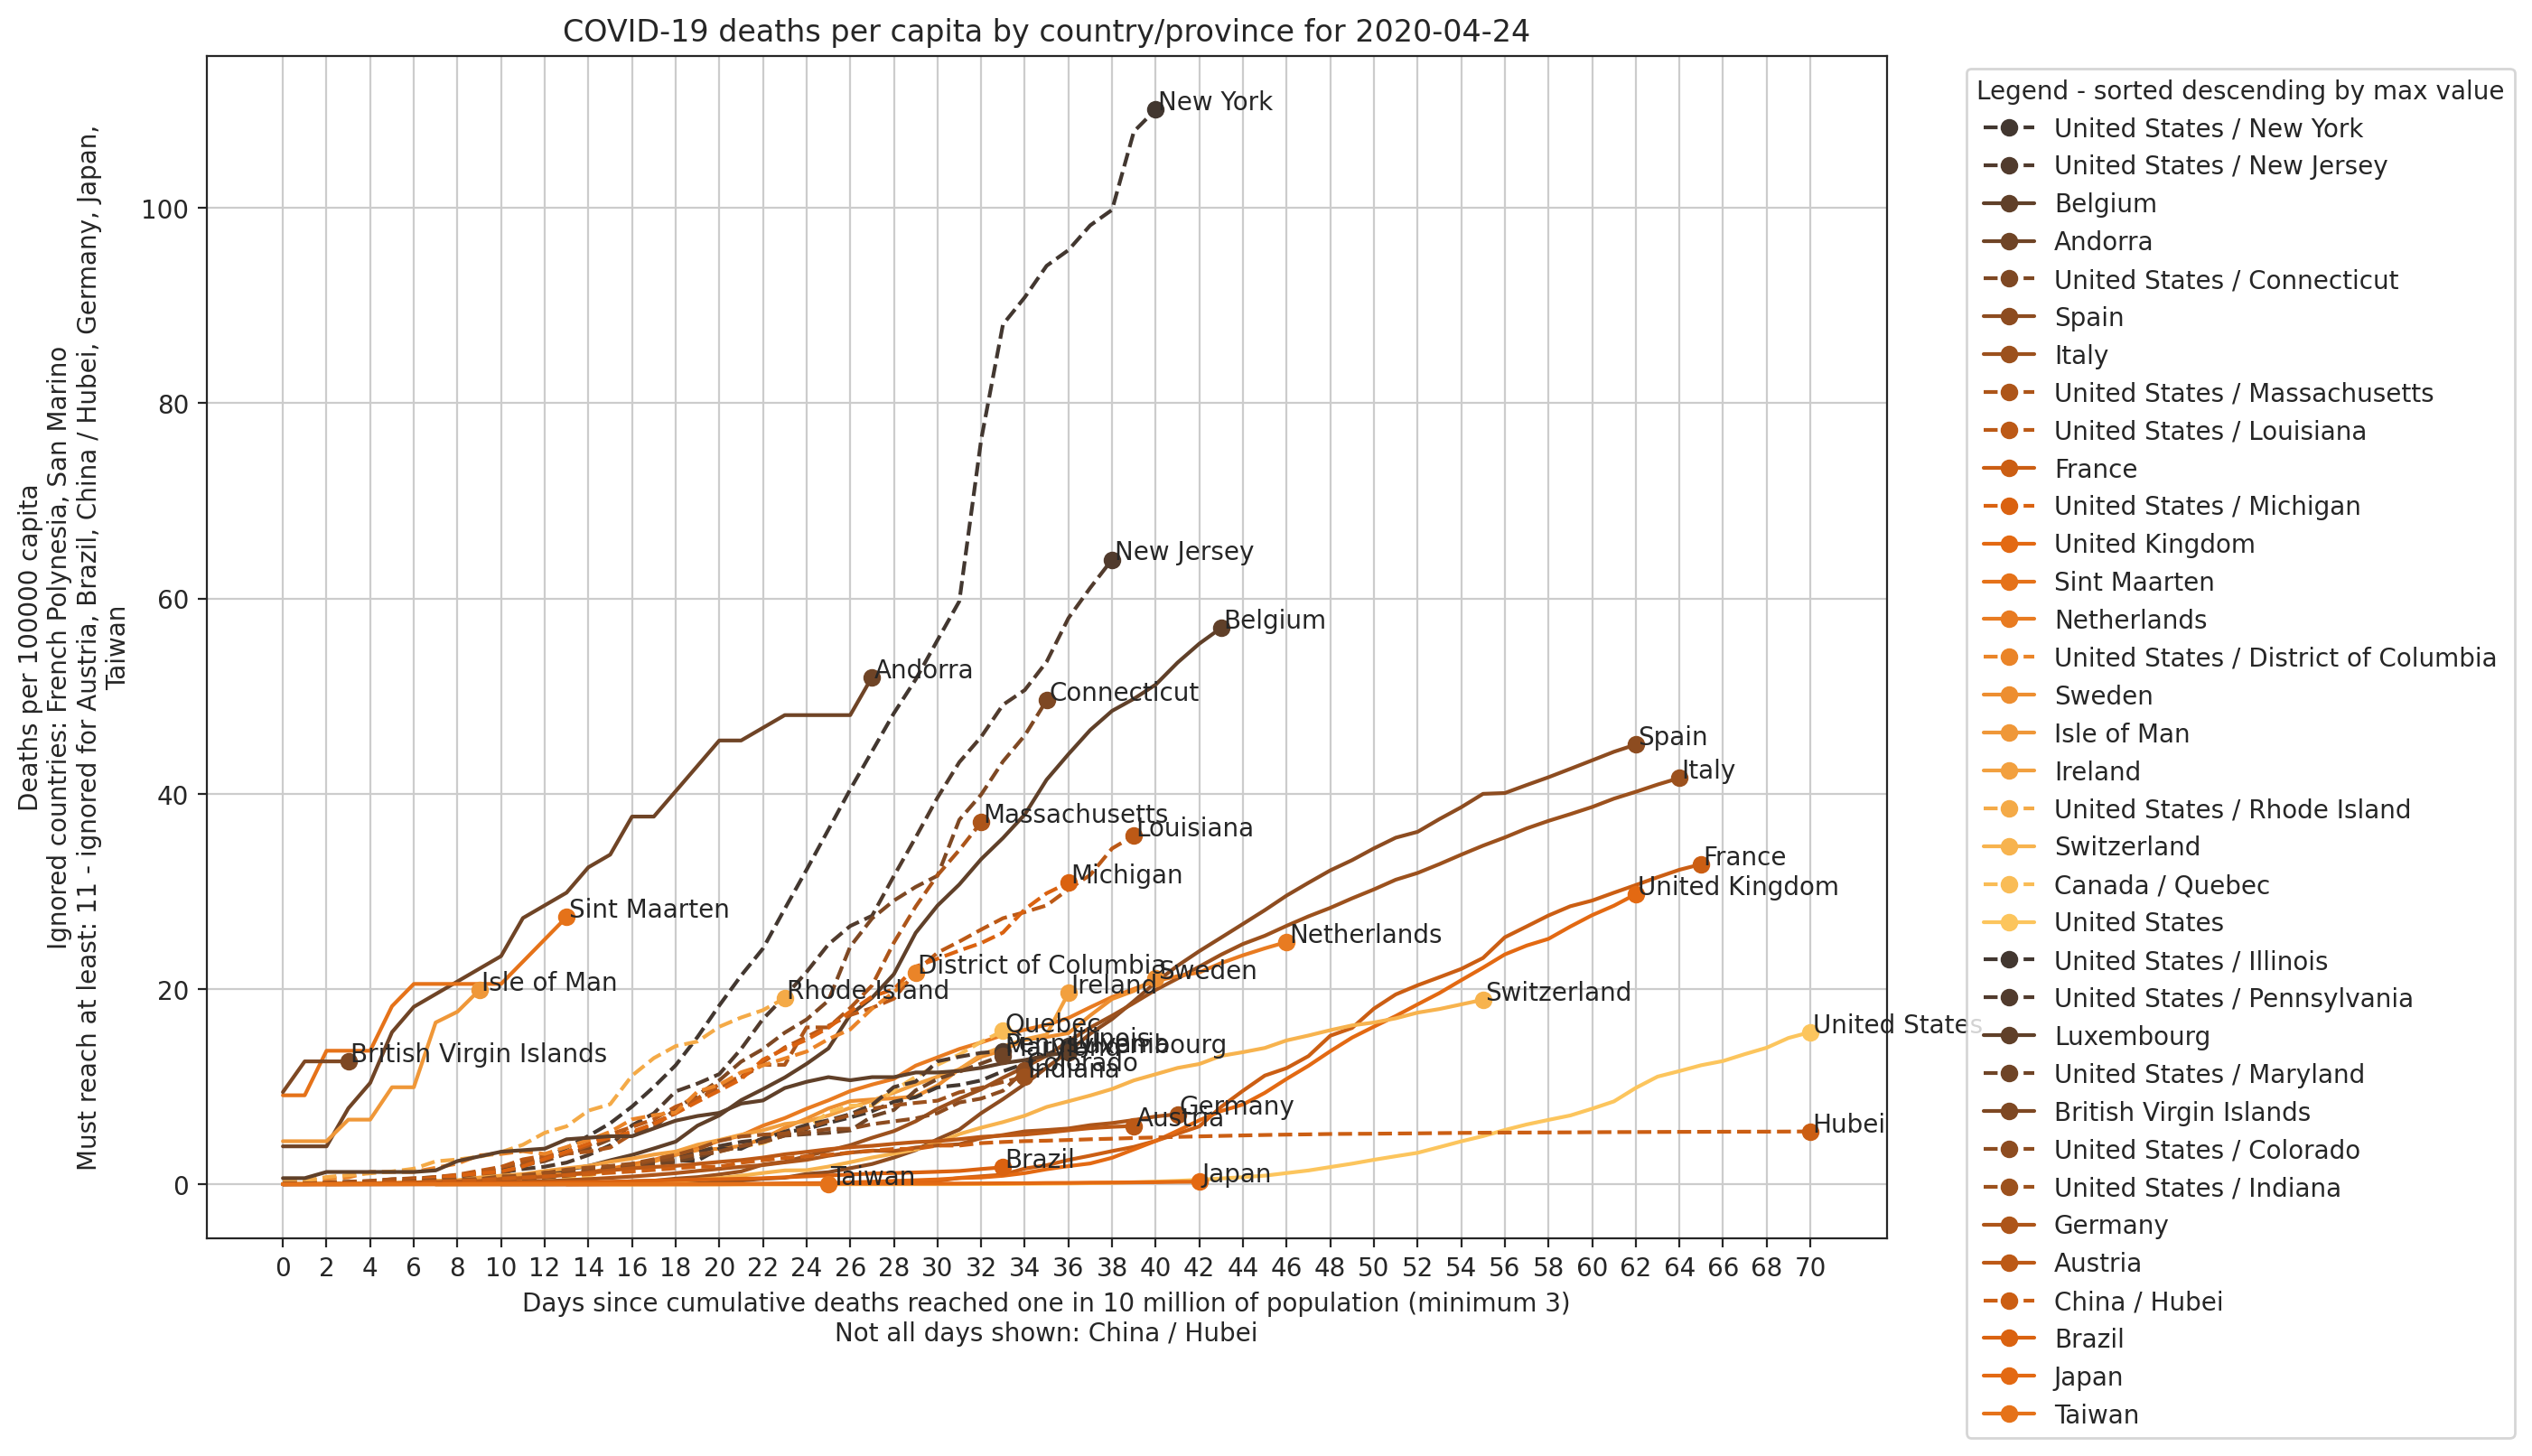 COVID-19 deaths per capita by country/province for 2020-04-24
Deaths per 100000 capita
Ignored countries: French Polynesia, San Marino
Must reach at least: 11 - ignored for Austria, Brazil, China / Hubei, Germany, Japan,
Taiwan
100
80
60
40
20
0
New York
New Jersey
Belgium
Andorra
Connecticut
Spain
Italy
Massachusetts
Louisiana
France
Michigan
United Kingdom
Sint Maarten
Netherlands
District of Columbia
Sweden
Isle of Man
Ireland
Rhode Island
Switzerland
Quebec
United States
Illinois
Pennsylvania
Luxembourg
Maryland
British Virgin Islands
Colorado
Indiana
Germany
Austria
Hubei
Brazil
Japan
Taiwan
0 2 4 6 8 10 12 14 16 18 20 22 24 26 28 30 32 34 36 38 40 42 44 46 48 50 52 54 56 58 60 62 64 66 68 70
Days since cumulative deaths reached one in 10 million of population (minimum 3)
Not all days shown: China / Hubei
Legend - sorted descending by max value
United States / New York
United States / New Jersey
Belgium
Andorra
United States / Connecticut
Spain
Italy
United States / Massachusetts
United States / Louisiana
France
United States / Michigan
United Kingdom
Sint Maarten
Netherlands
United States / District of Columbia
Sweden
Isle of Man
Ireland
United States / Rhode Island
Switzerland
Canada / Quebec
United States
United States / Illinois
United States / Pennsylvania
Luxembourg
United States / Maryland
British Virgin Islands
United States / Colorado
United States / Indiana
Germany
Austria
China / Hubei
Brazil
Japan
Taiwan